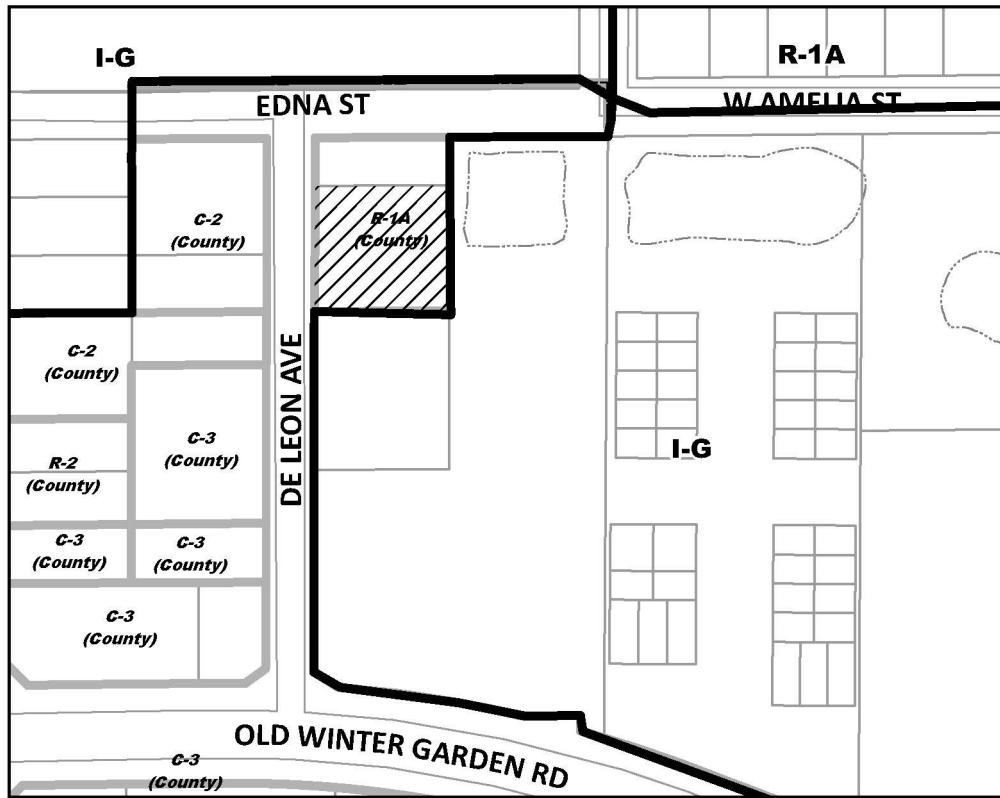 I-G
R-1A
EDNA ST
W AMELIA ST
C-2
(County)
R-1A
(County)
C-2
(County)
DE LEON AVE
C-3
(County)
R-2
(County)
I-G
C-3
(County)
C-3
(County)
C-3
(County)
OLD WINTER GARDEN RD
C-3
(County)